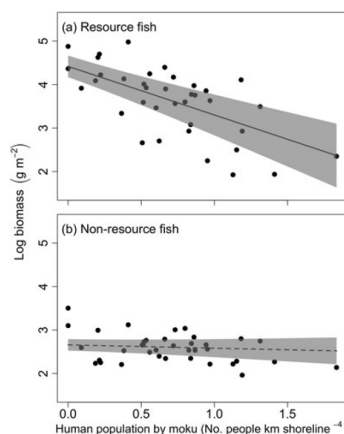 (a) Resource fish
5
4
3
2
Log biomass (g m⁻²)
(b) Non-resource fish
5
4
3
2
0.0 0.5 1.0 1.5
Human population by moku (No. people km shoreline ⁻⁴